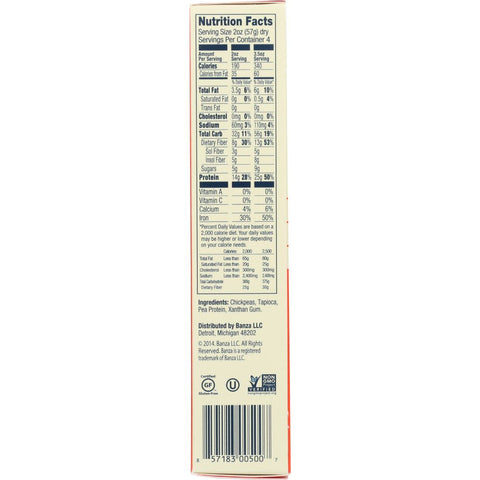 Nutrition Facts
Serving Size 2oz (57g) dry
Servings Per Container 4
Amounts Per Serving 2oz Serving 3.5oz Serving
Calories 190 340
Calories from Fat 35 60
% Daily Value* % Daily Value*
Total Fat 3.5g 6% 6g 10%
Saturated Fat 0g 0% 0.5g 4%
Trans Fat 0g 0g
Cholesterol 0mg 0% 0mg 0%
Sodium 60mg 3% 110mg 4%
Total Carb 32g 11% 56g 19%
Dietary Fiber 8g 30% 13g 53%
Sol Fiber 3g 5g
Insol Fiber 5g 8g
Sugars 5g 9g
Protein 14g 28% 25g 50%
Vitamin A 0% 0%
Vitamin C 0% 0%
Calcium 4% 6%
Iron 30% 50%
*Percent Daily Values are based on a
2,000 calorie diet. Your daily values
may be higher or lower depending
on your calorie needs.
Calories 2,000 2,500
Total Fat Less than 65g 80g
Saturated Fat Less than 20g 25g
Cholesterol Less than 300mg 300mg
Sodium Less than 2,400mg 2,400mg
Total Carbohydrate 300g 375g
Dietary Fiber 25g 30g
Ingredients: Chickpeas, Tapioca,
Pea Protein, Xanthan Gum.
Distributed by Banza LLC
Detroit, Michigan 48202
© 2014. Banza LLC. All Rights
Reserved. Banza is a registered
trademark of Banza LLC.
Certified
GF
Gluten-Free
U
NON
GMO
VERIFIED
nongmoproject.org
8 57183 00500 7